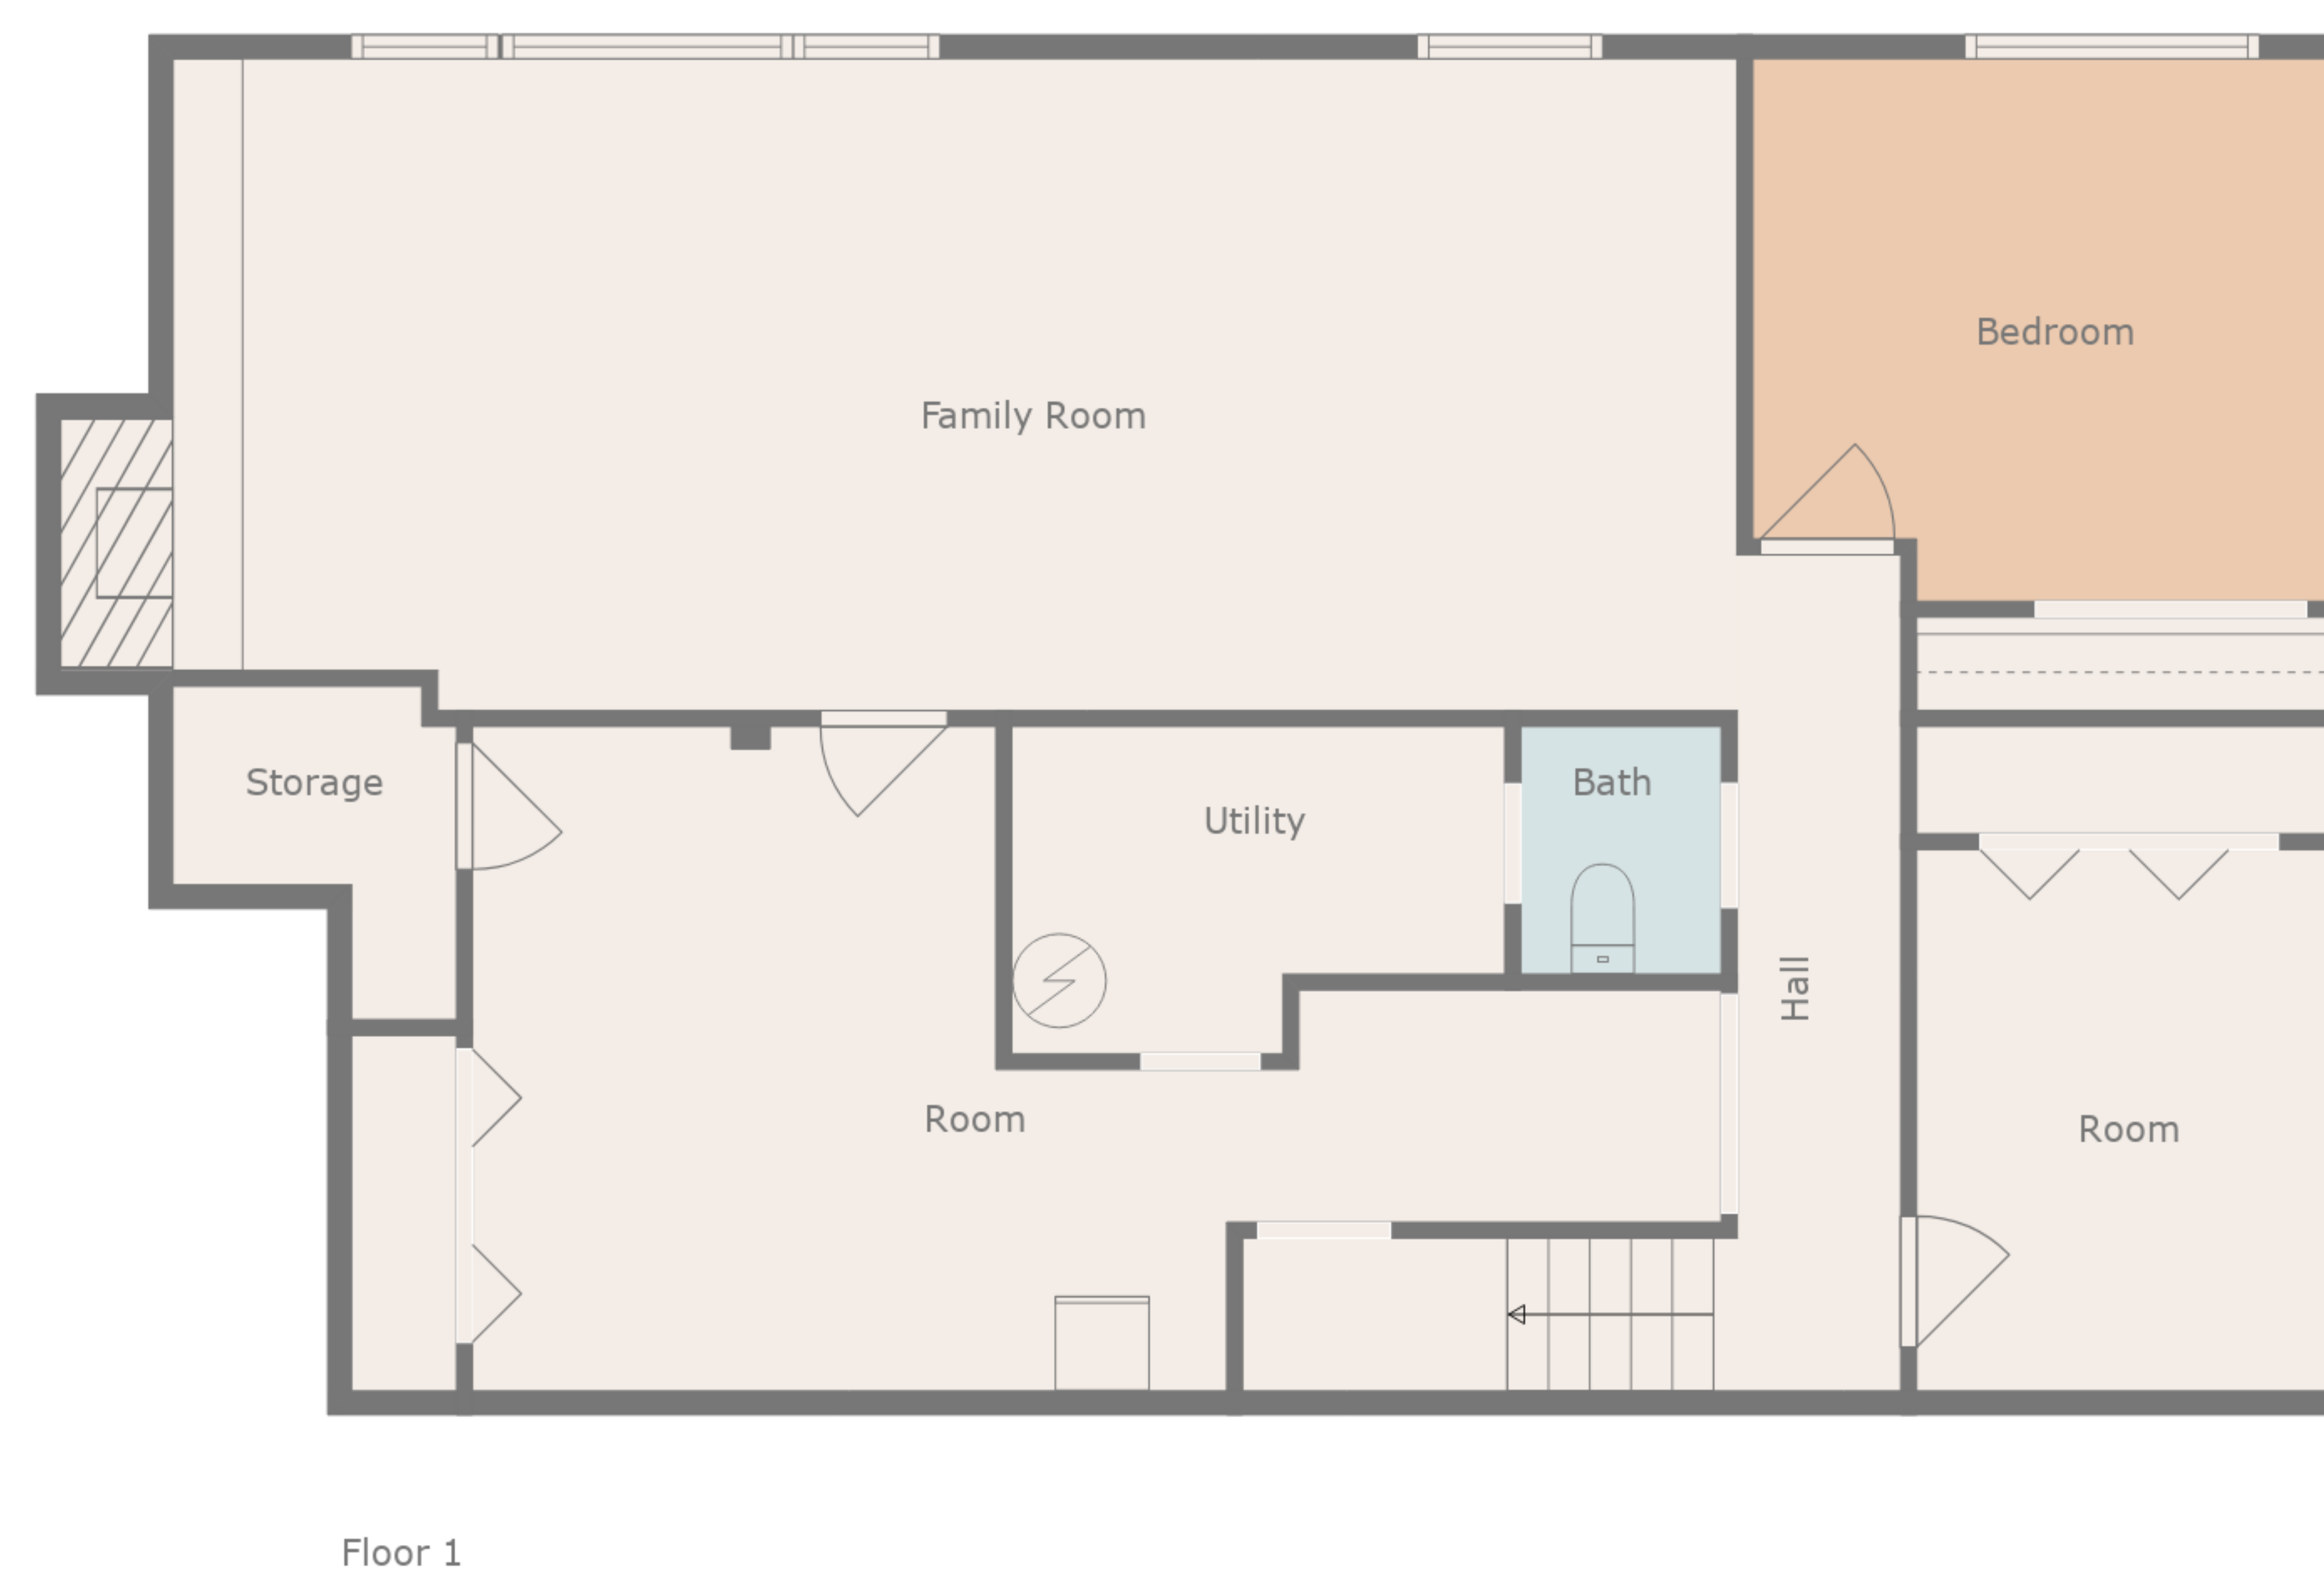 Bedroom
Family Room
Storage
Bath
Utility
Hall
Room
Room
Floor 1